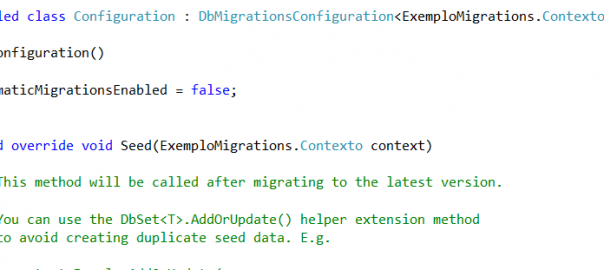 led class Configuration : DbMigrationsConfiguration<ExemploMigrations.Contexto
onfiguration()
maticMigrationsEnabled = false;
d override void Seed(ExemploMigrations.Contexto context)
This method will be called after migrating to the latest version.
You can use the DbSet<T>.AddOrUpdate() helper extension method
to avoid creating duplicate seed data. E.g.